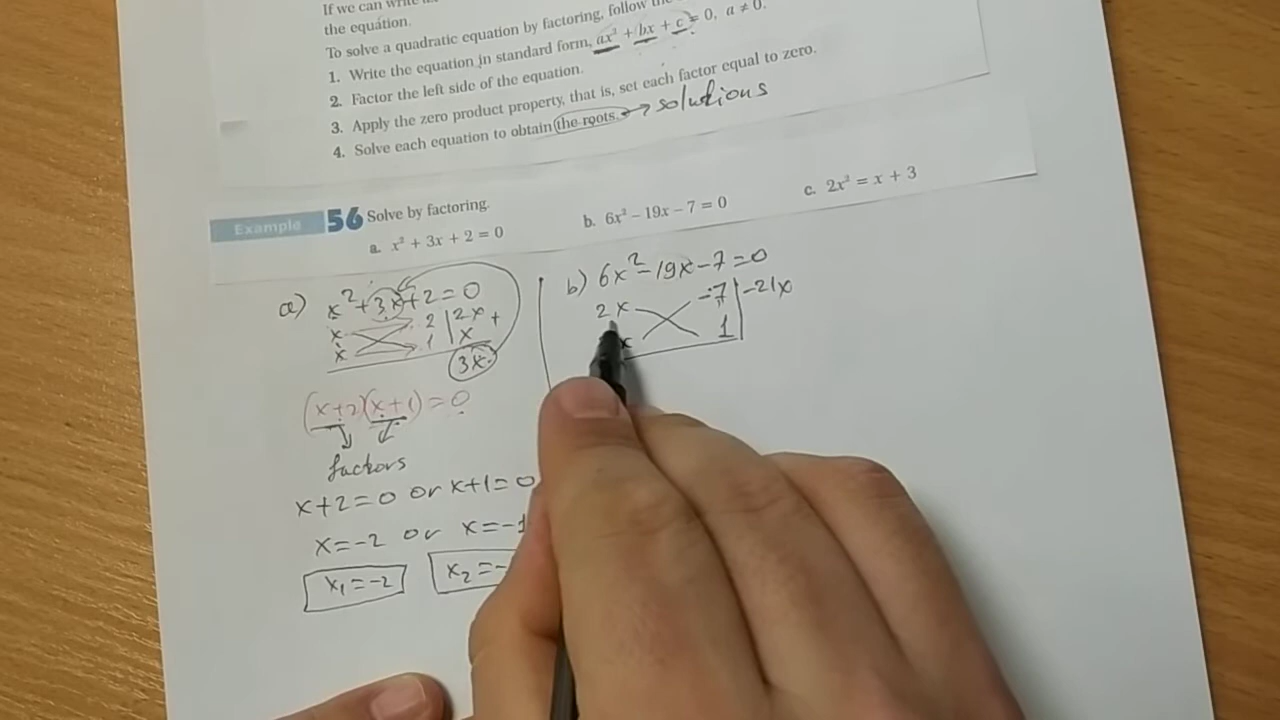 If we can write
the equation.
To solve a quadratic equation by factoring, follow the
1. Write the equation in standard form, ax² + bx + c = 0, a ≠ 0.
2. Factor the left side of the equation.
3. Apply the zero product property, that is, set each factor equal to zero.
4. Solve each equation to obtain the roots. → solutions
Example 56 Solve by factoring.
a. x² + 3x + 2 = 0
b. 6x² - 19x - 7 = 0
c. 2x² = x + 3
a) x² + 3x + 2 = 0
x 2 | 2x +
x 1 | x
3x
(x+2)(x+1) = 0
factors
x+2=0 or x+1=0
x=-2 or x=-1
x₁=-2 x₂=-
b) 6x² - 19x - 7 = 0
2x -7 | -21x
x 1